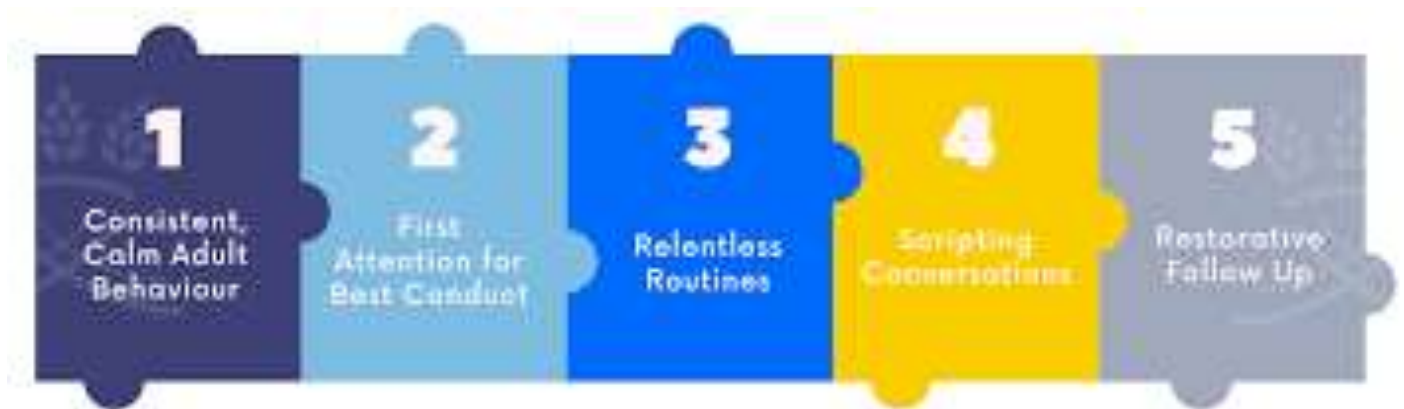 1
Consistent,
Calm Adult
Behaviour
2
First
Attention for
Best Conduct
3
Relentless
Routines
4
Scripting
Conversations
5
Restorative
Follow Up